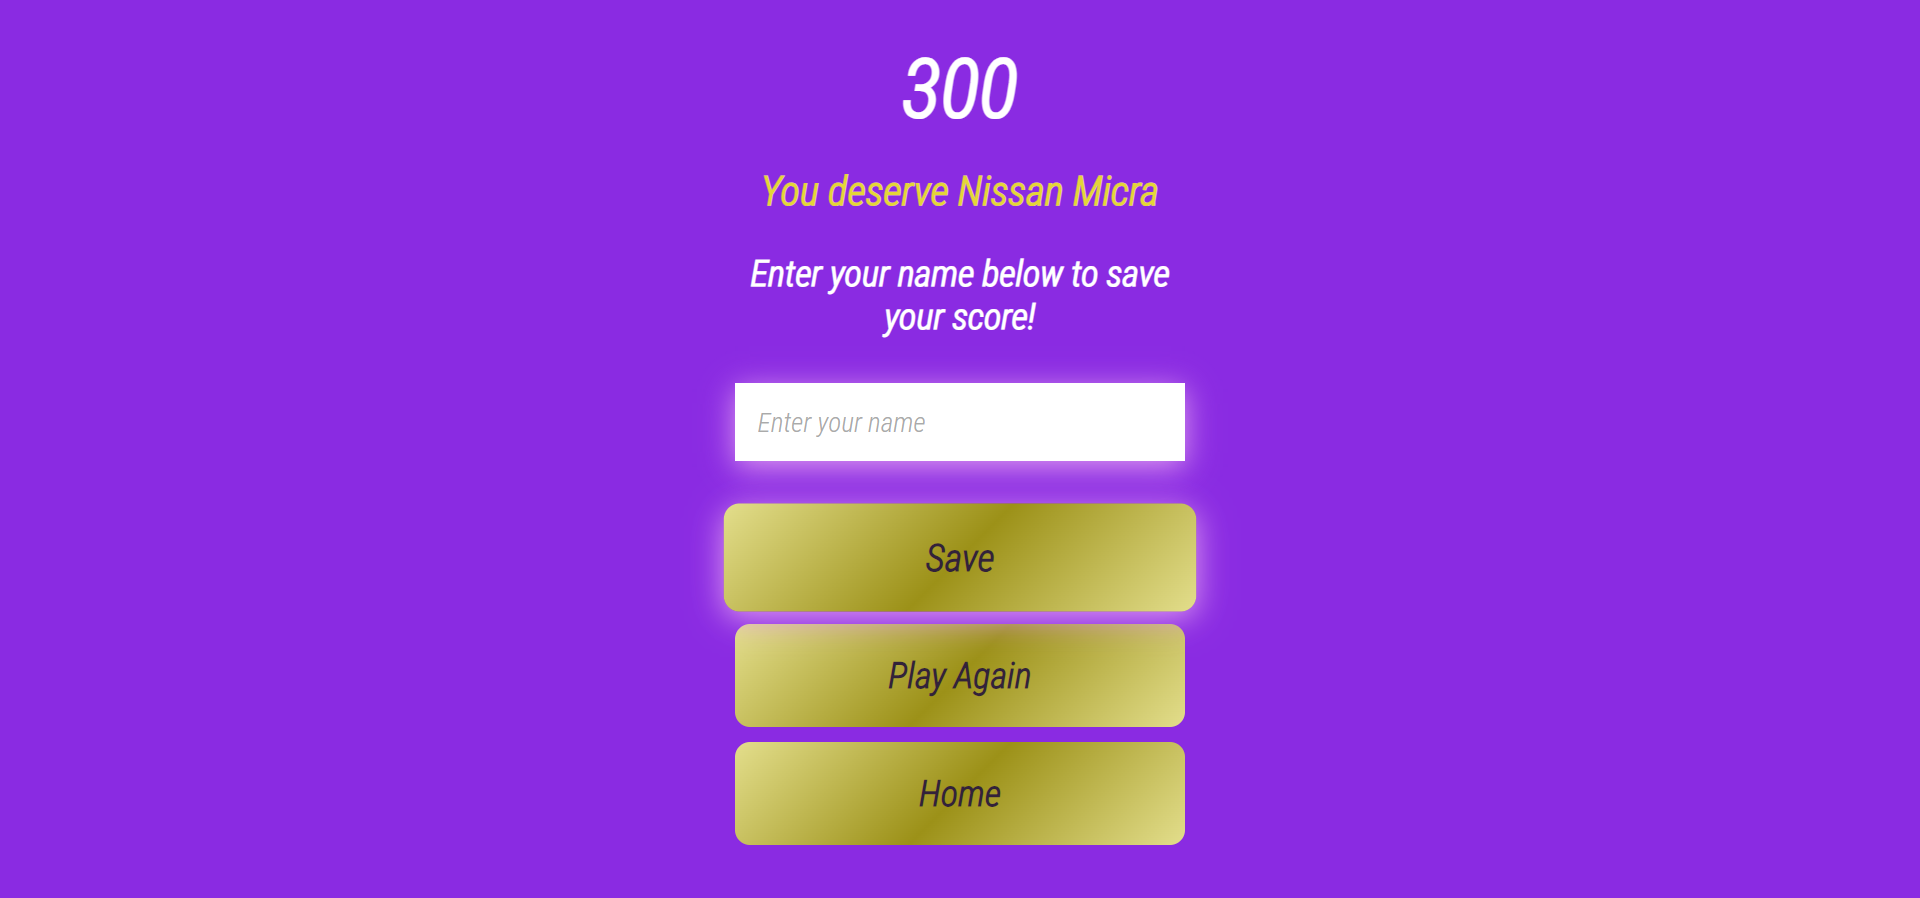 300
You deserve Nissan Micra
Enter your name below to save
your score!
Enter your name
Save
Play Again
Home